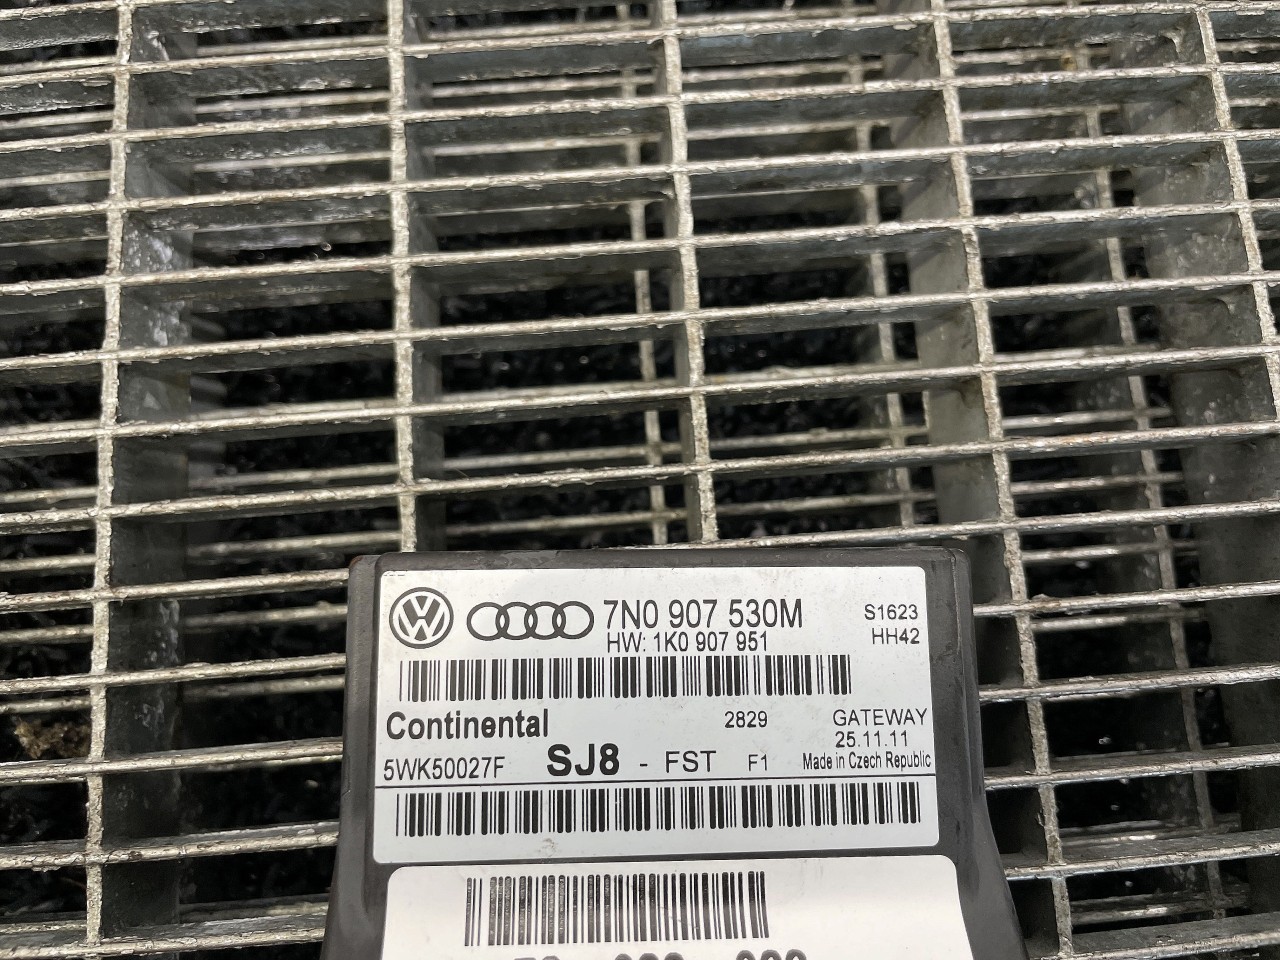 7N0 907 530M S1623
HW: 1K0 907 951 HH42
Continental 2829 GATEWAY
25.11.11
5WK50027F SJ8 - FST F1 Made in Czech Republic